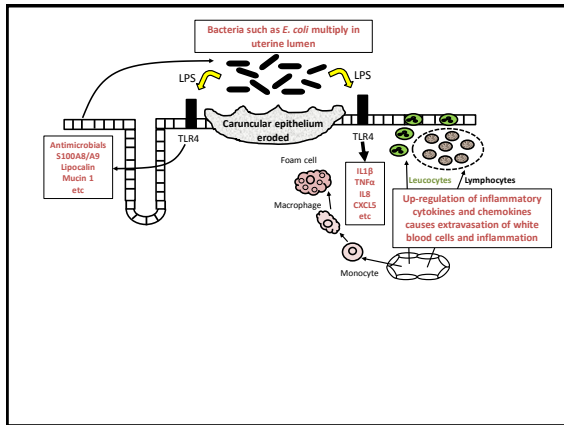 Bacteria such as E. coli multiply in
uterine lumen
LPS
LPS
Caruncular epithelium
eroded
TLR4
TLR4
Antimicrobials
S100A8/A9
Lipocalin
Mucin 1
etc
Foam cell
Macrophage
Monocyte
IL1β
TNFα
IL8
CXCL5
etc
Leucocytes
Lymphocytes
Up-regulation of inflammatory
cytokines and chemokines
causes extravasation of white
blood cells and inflammation